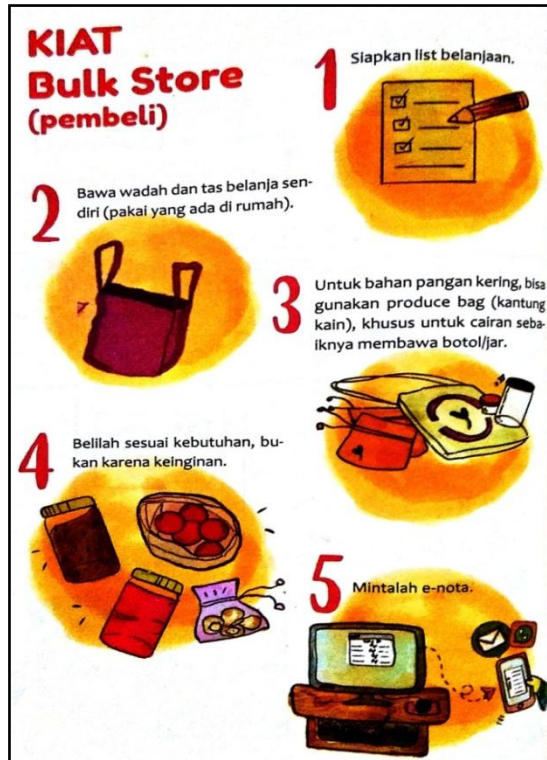 KIAT
Bulk Store
(pembeli)
1
Siapkan list belanjaan.
2
Bawa wadah dan tas belanja sen-
diri (pakai yang ada di rumah).
3
Untuk bahan pangan kering, bisa
gunakan produce bag (kantung
kain), khusus untuk cairan seba-
iknya membawa botol/jar.
4
Belilah sesuai kebutuhan, bu-
kan karena keinginan.
5
Mintalah e-nota.